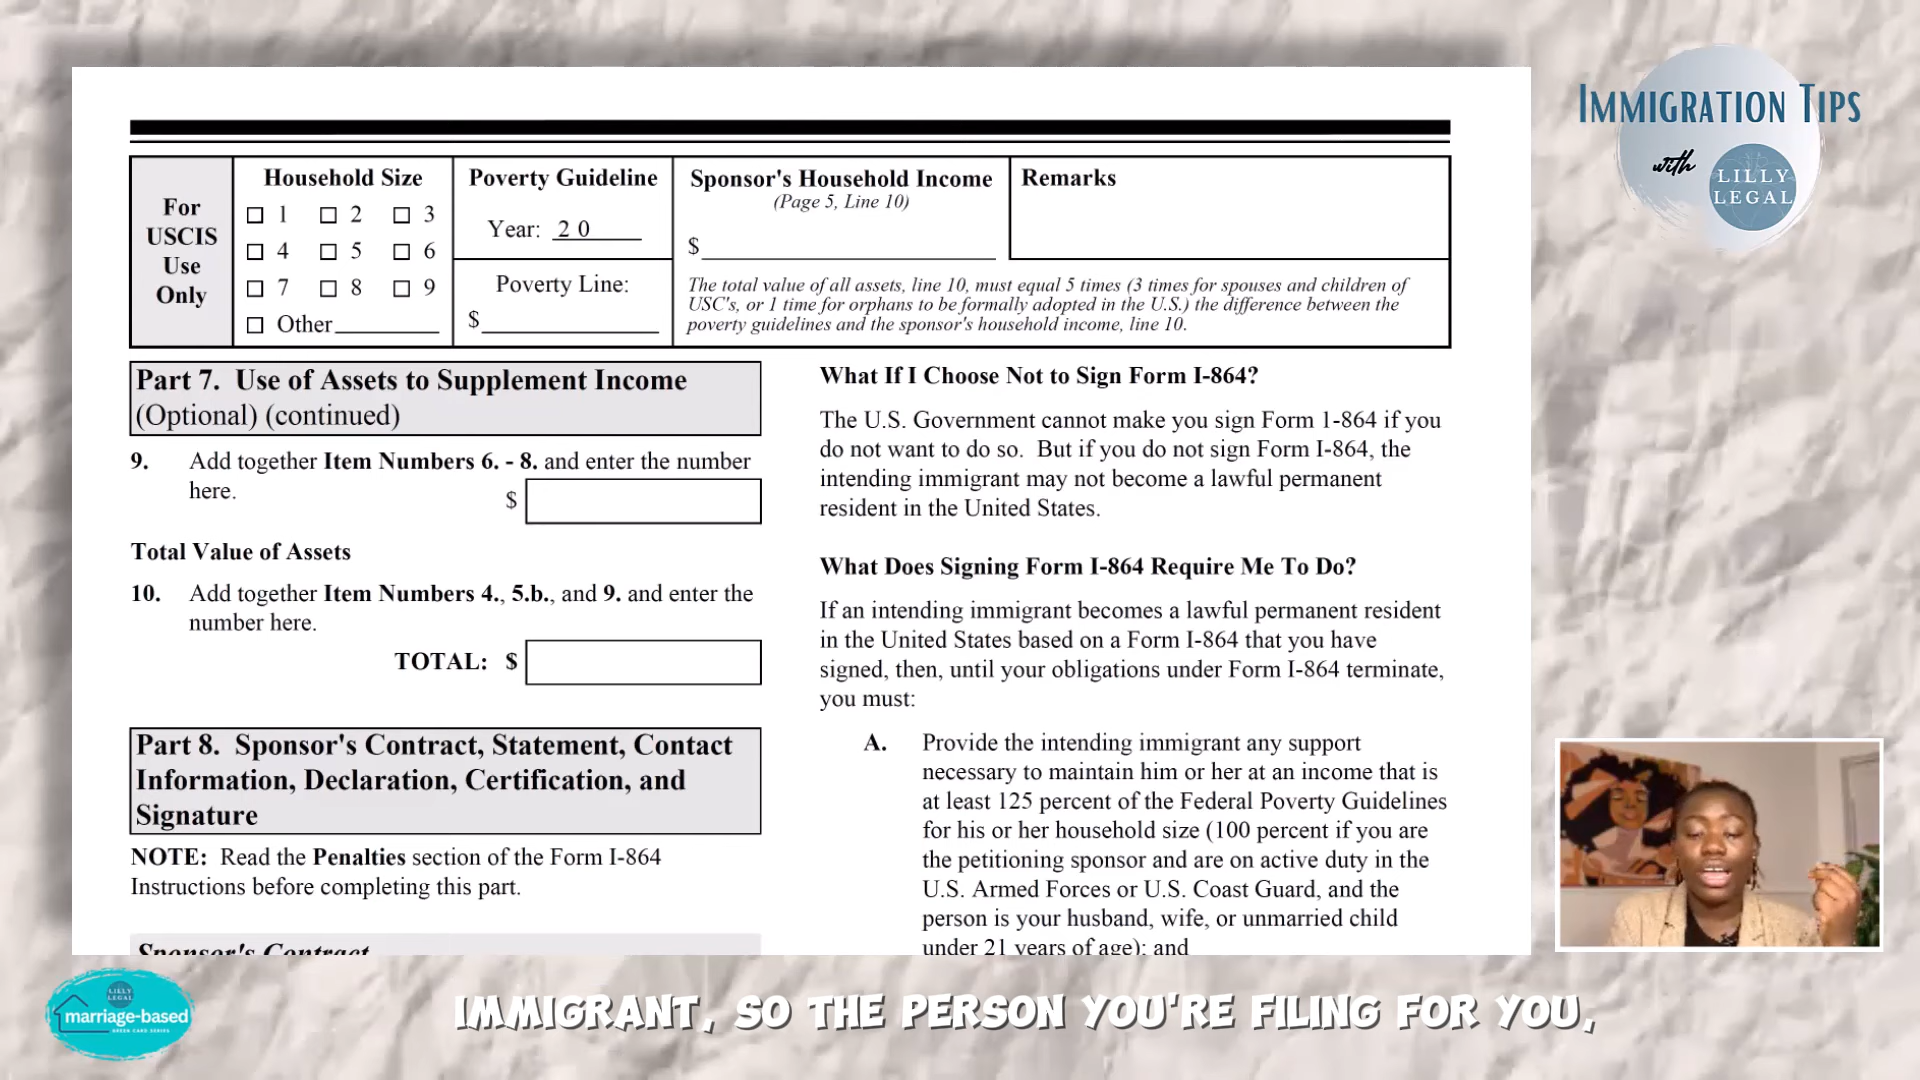 IMMIGRATION TIPS
with
LILLY
LEGAL
For
USCIS
Use
Only
Household Size
1 2 3
4 5 6
7 8 9
Other
Poverty Guideline
Year: 2 0
Poverty Line:
$
Sponsor's Household Income
(Page 5, Line 10)
$
Remarks
The total value of all assets, line 10, must equal 5 times (3 times for spouses and children of
USC's, or 1 time for orphans to be formally adopted in the U.S.) the difference between the
poverty guidelines and the sponsor's household income, line 10.
Part 7. Use of Assets to Supplement Income
(Optional) (continued)
9. Add together Item Numbers 6. - 8. and enter the number
here.
$
Total Value of Assets
10. Add together Item Numbers 4., 5.b., and 9. and enter the
number here.
TOTAL: $
Part 8. Sponsor's Contract, Statement, Contact
Information, Declaration, Certification, and
Signature
NOTE: Read the Penalties section of the Form I-864
Instructions before completing this part.
Sponsor's Contract
What If I Choose Not to Sign Form I-864?
The U.S. Government cannot make you sign Form 1-864 if you
do not want to do so. But if you do not sign Form I-864, the
intending immigrant may not become a lawful permanent
resident in the United States.
What Does Signing Form I-864 Require Me To Do?
If an intending immigrant becomes a lawful permanent resident
in the United States based on a Form I-864 that you have
signed, then, until your obligations under Form I-864 terminate,
you must:
A. Provide the intending immigrant any support
necessary to maintain him or her at an income that is
at least 125 percent of the Federal Poverty Guidelines
for his or her household size (100 percent if you are
the petitioning sponsor and are on active duty in the
U.S. Armed Forces or U.S. Coast Guard, and the
person is your husband, wife, or unmarried child
under 21 years of age); and
LILLY
LEGAL
marriage-based
GREEN CARD SERIES
IMMIGRANT, SO THE PERSON YOU'RE FILING FOR YOU,